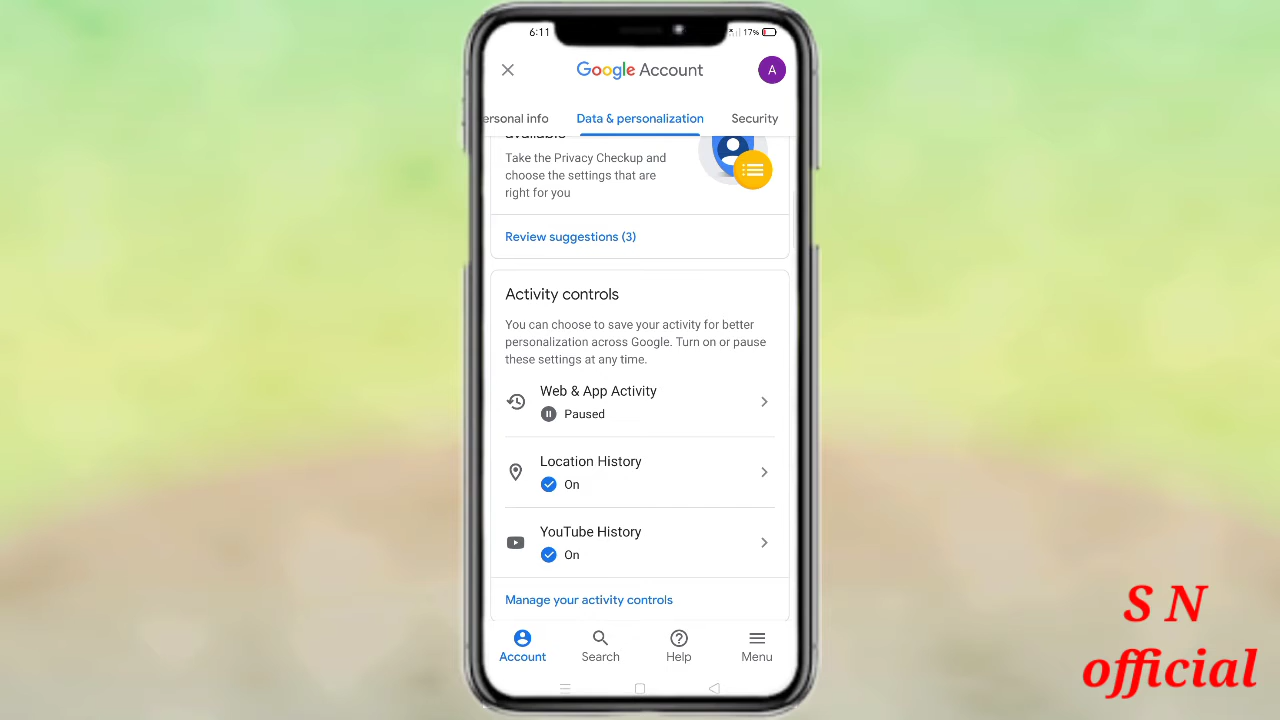 6:11
17%
Google Account
A
ersonal info Data & personalization Security
available
Take the Privacy Checkup and
choose the settings that are
right for you
Review suggestions (3)
Activity controls
You can choose to save your activity for better
personalization across Google. Turn on or pause
these settings at any time.
Web & App Activity
Paused
Location History
On
YouTube History
On
Manage your activity controls
Account Search Help Menu
S N
official